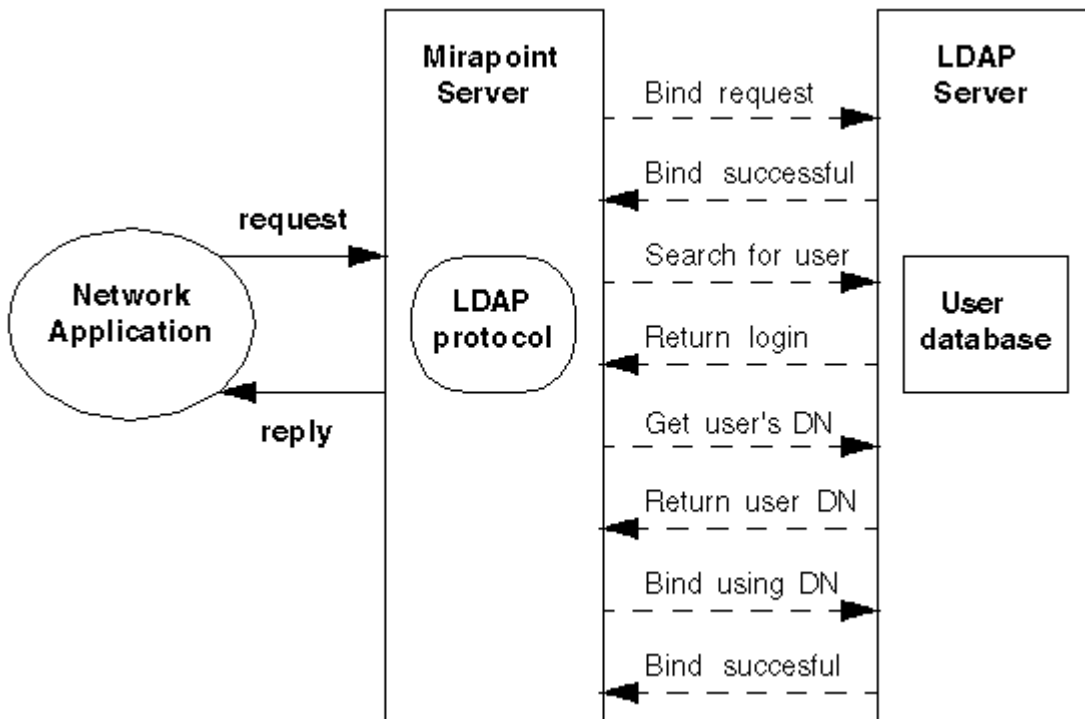 Mirapoint
Server
LDAP
Server
Bind request
Bind successful
request
Search for user
Network
Application
LDAP
protocol
User
database
Return login
reply
Get user's DN
Return user DN
Bind using DN
Bind succesful